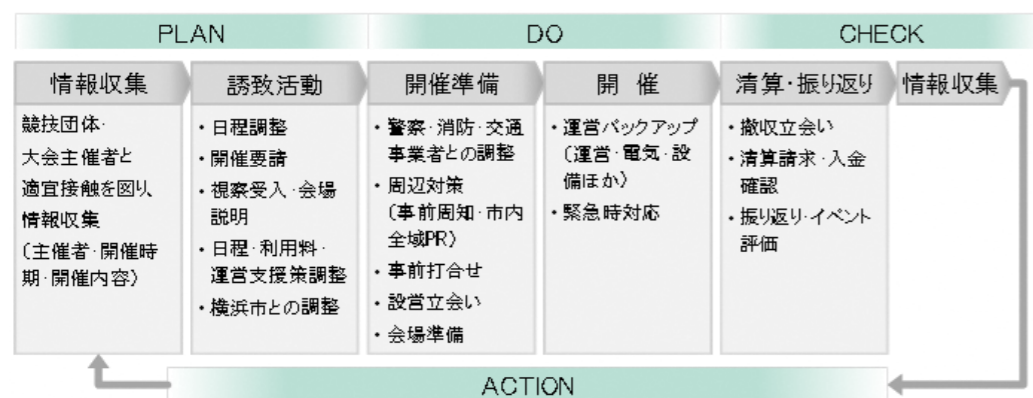 PLAN
DO
CHECK
情報収集
誘致活動
開催準備
開 催
清算・振り返り
情報収集
競技団体・
大会主催者と
適宜接触を図り、
情報収集
(主催者・開催時
期・開催内容)
・日程調整
・開催要請
・視察受入・会場
説明
・日程・利用料・
運営支援策調整
・横浜市との調整
・警察・消防・交通
事業者との調整
・周辺対策
(事前周知・市内
全域PR)
・事前打合せ
・設営立会い
・会場準備
・運営バックアップ
(運営・電気・設
備ほか)
・緊急時対応
・撤収立会い
・清算請求・入金
確認
・振り返り・イベント
評価
ACTION